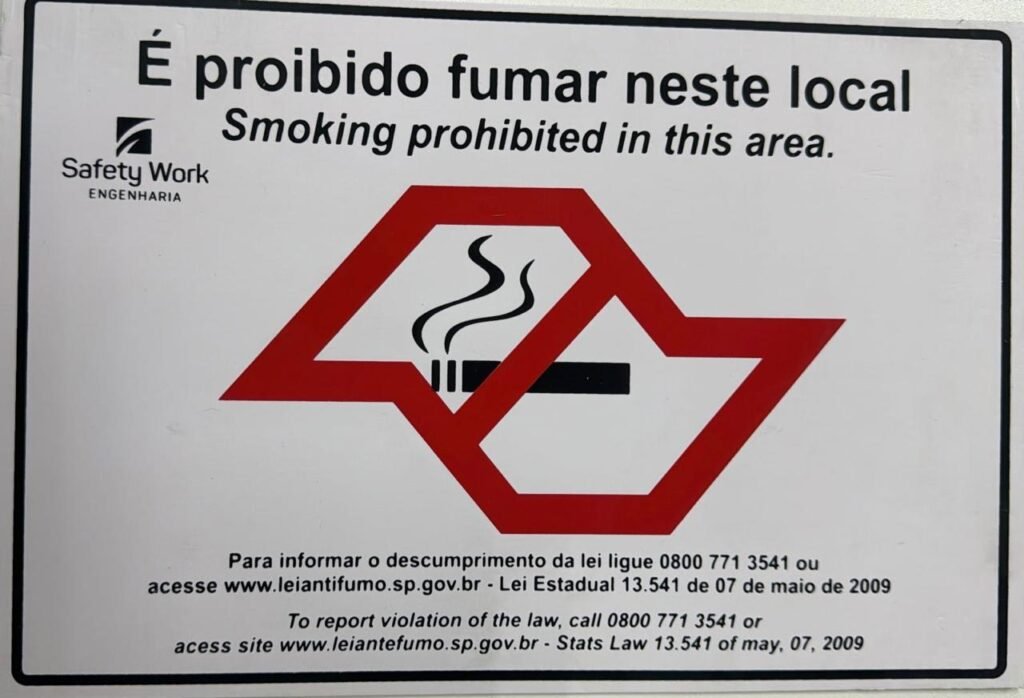 É proibido fumar neste local
Smoking prohibited in this area.
Safety Work
ENGENHARIA
Para informar o descumprimento da lei ligue 0800 771 3541 ou
acesse www.leiantifumo.sp.gov.br - Lei Estadual 13.541 de 07 de maio de 2009
To report violation of the law, call 0800 771 3541 or
acess site www.leiantefumo.sp.gov.br - Stats Law 13.541 of may, 07, 2009